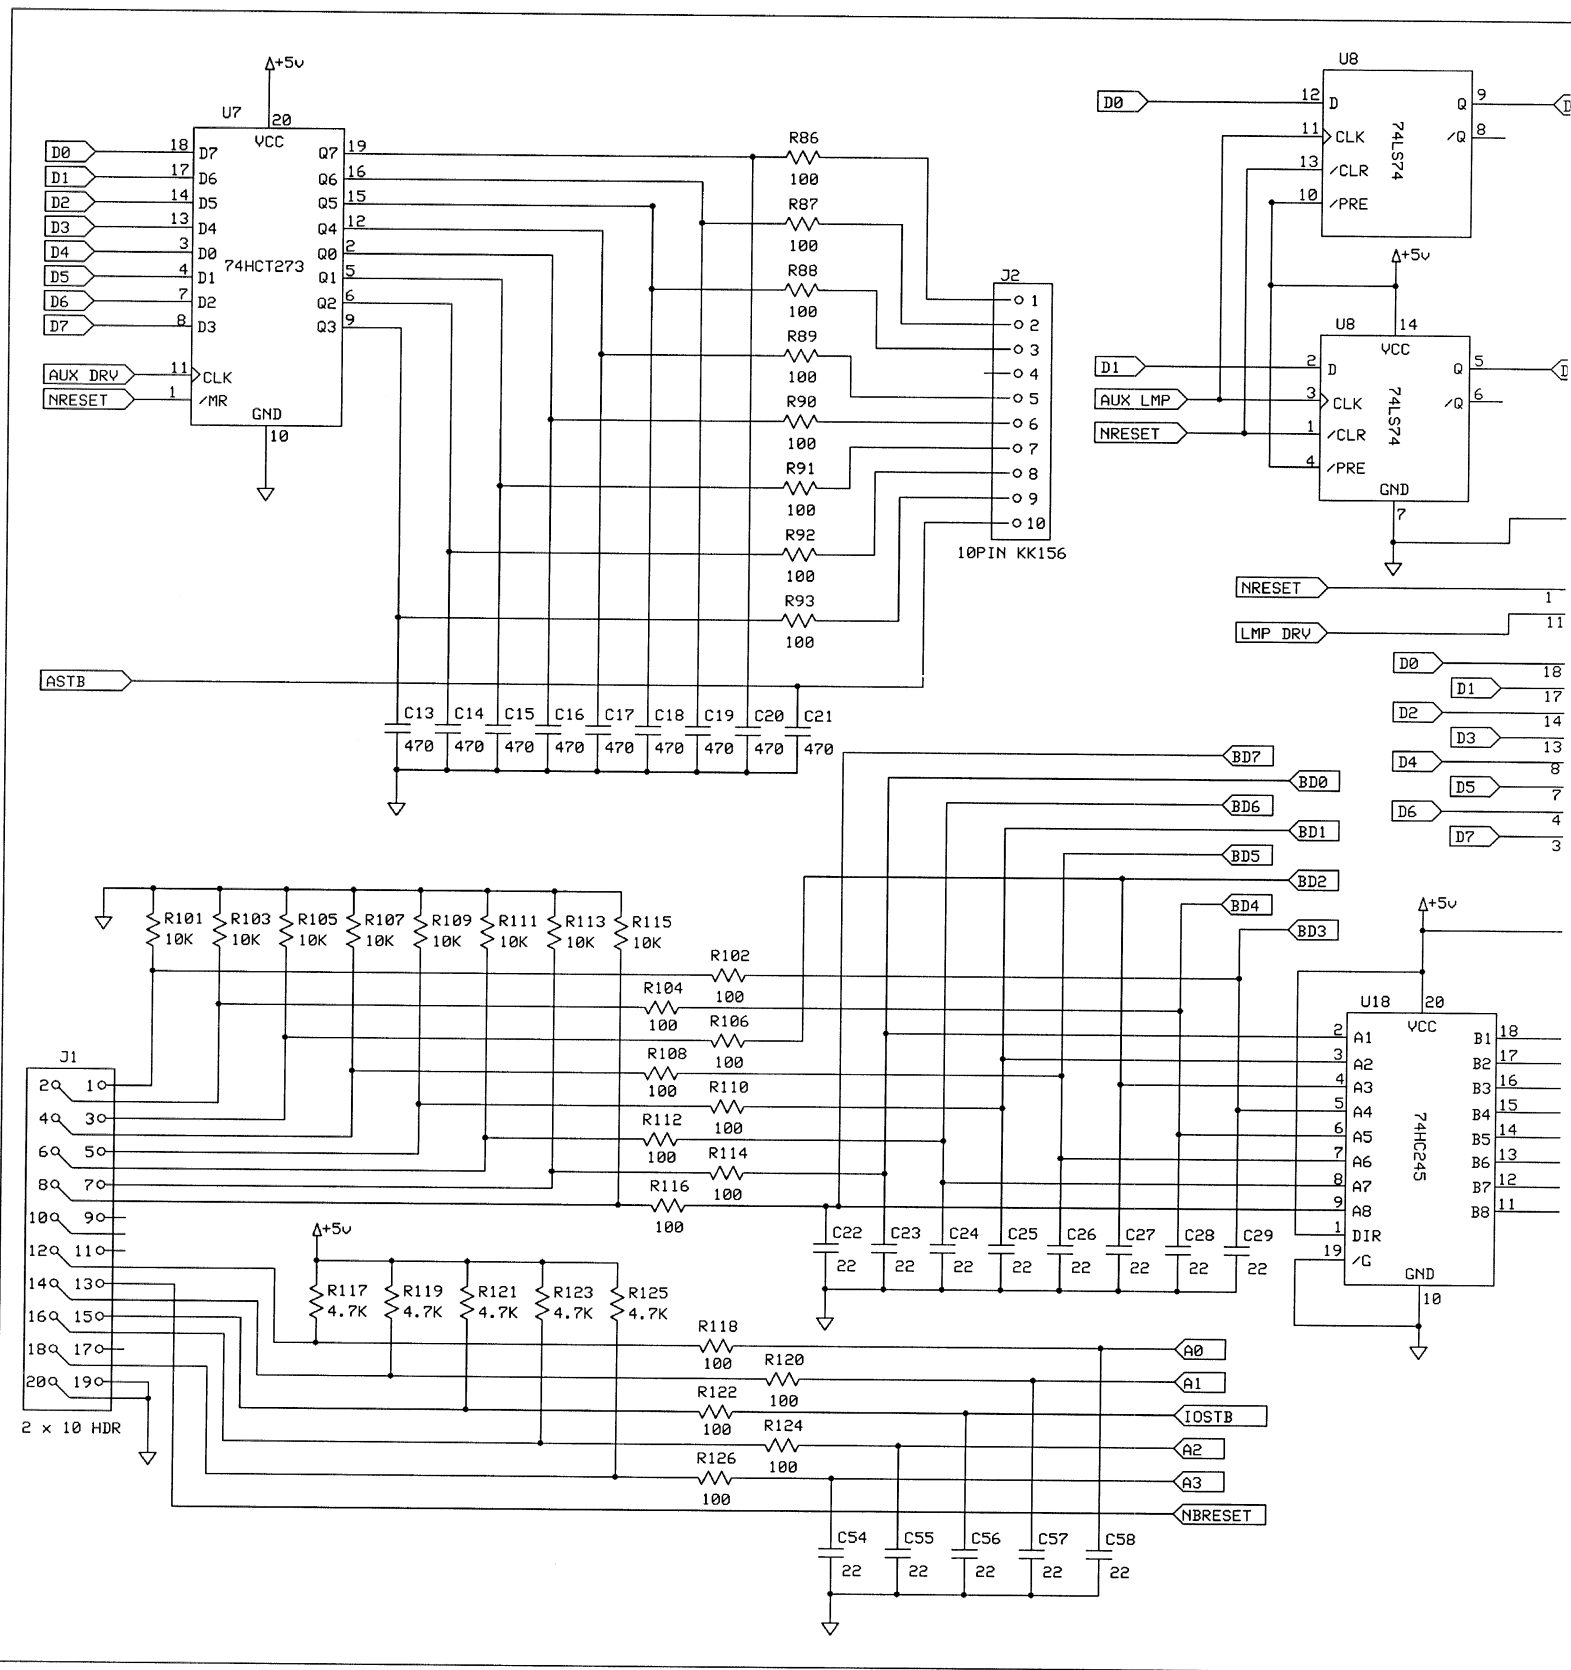 +5v
U7
20
VCC
D0 18 D7 Q7 19
D1 17 D6 Q6 16
D2 14 D5 Q5 15
D3 13 D4 Q4 12
D4 3 D0 Q0 2
D5 4 D1 Q1 5
D6 7 D2 Q2 6
D7 8 D3 Q3 9
74HCT273
AUX DRV 11 CLK
NRESET 1 /MR
GND
10
R86
100
R87
100
R88
100
R89
100
R90
100
R91
100
R92
100
R93
100
J2
1
2
3
4
5
6
7
8
9
10
10PIN KK156
U8
D0 12 D Q 9
11 CLK /Q 8
13 /CLR
10 /PRE
74LS74
+5v
U8
14
VCC
D1 2 D Q 5
AUX LMP 3 CLK /Q 6
NRESET 1 /CLR
4 /PRE
74LS74
GND
7
NRESET 1
LMP DRV 11
D0 18
D1 17
D2 14
D3 13
D4 8
D5 7
D6 4
D7 3
ASTB
C13 C14 C15 C16 C17 C18 C19 C20 C21
470 470 470 470 470 470 470 470 470
BD7
BD0
BD6
BD1
BD5
BD2
BD4
BD3
R101 R103 R105 R107 R109 R111 R113 R115
10K 10K 10K 10K 10K 10K 10K 10K
R102
100
R104
100
R106
100
R108
100
R110
100
R112
100
R114
100
R116
100
+5v
U18 20
VCC
2 A1 B1 18
3 A2 B2 17
4 A3 B3 16
5 A4 B4 15
6 A5 B5 14
7 A6 B6 13
8 A7 B7 12
9 A8 B8 11
1 DIR
19 /G
74HC245
GND
10
J1
2 1
4 3
6 5
8 7
10 9
12 11
14 13
16 15
18 17
20 19
2 x 10 HDR
C22 C23 C24 C25 C26 C27 C28 C29
22 22 22 22 22 22 22 22
+5v
R117 R119 R121 R123 R125
4.7K 4.7K 4.7K 4.7K 4.7K
R118
100
A0
R120
100
A1
R122
100
IOSTB
R124
100
A2
R126
100
A3
NBRESET
C54 C55 C56 C57 C58
22 22 22 22 22